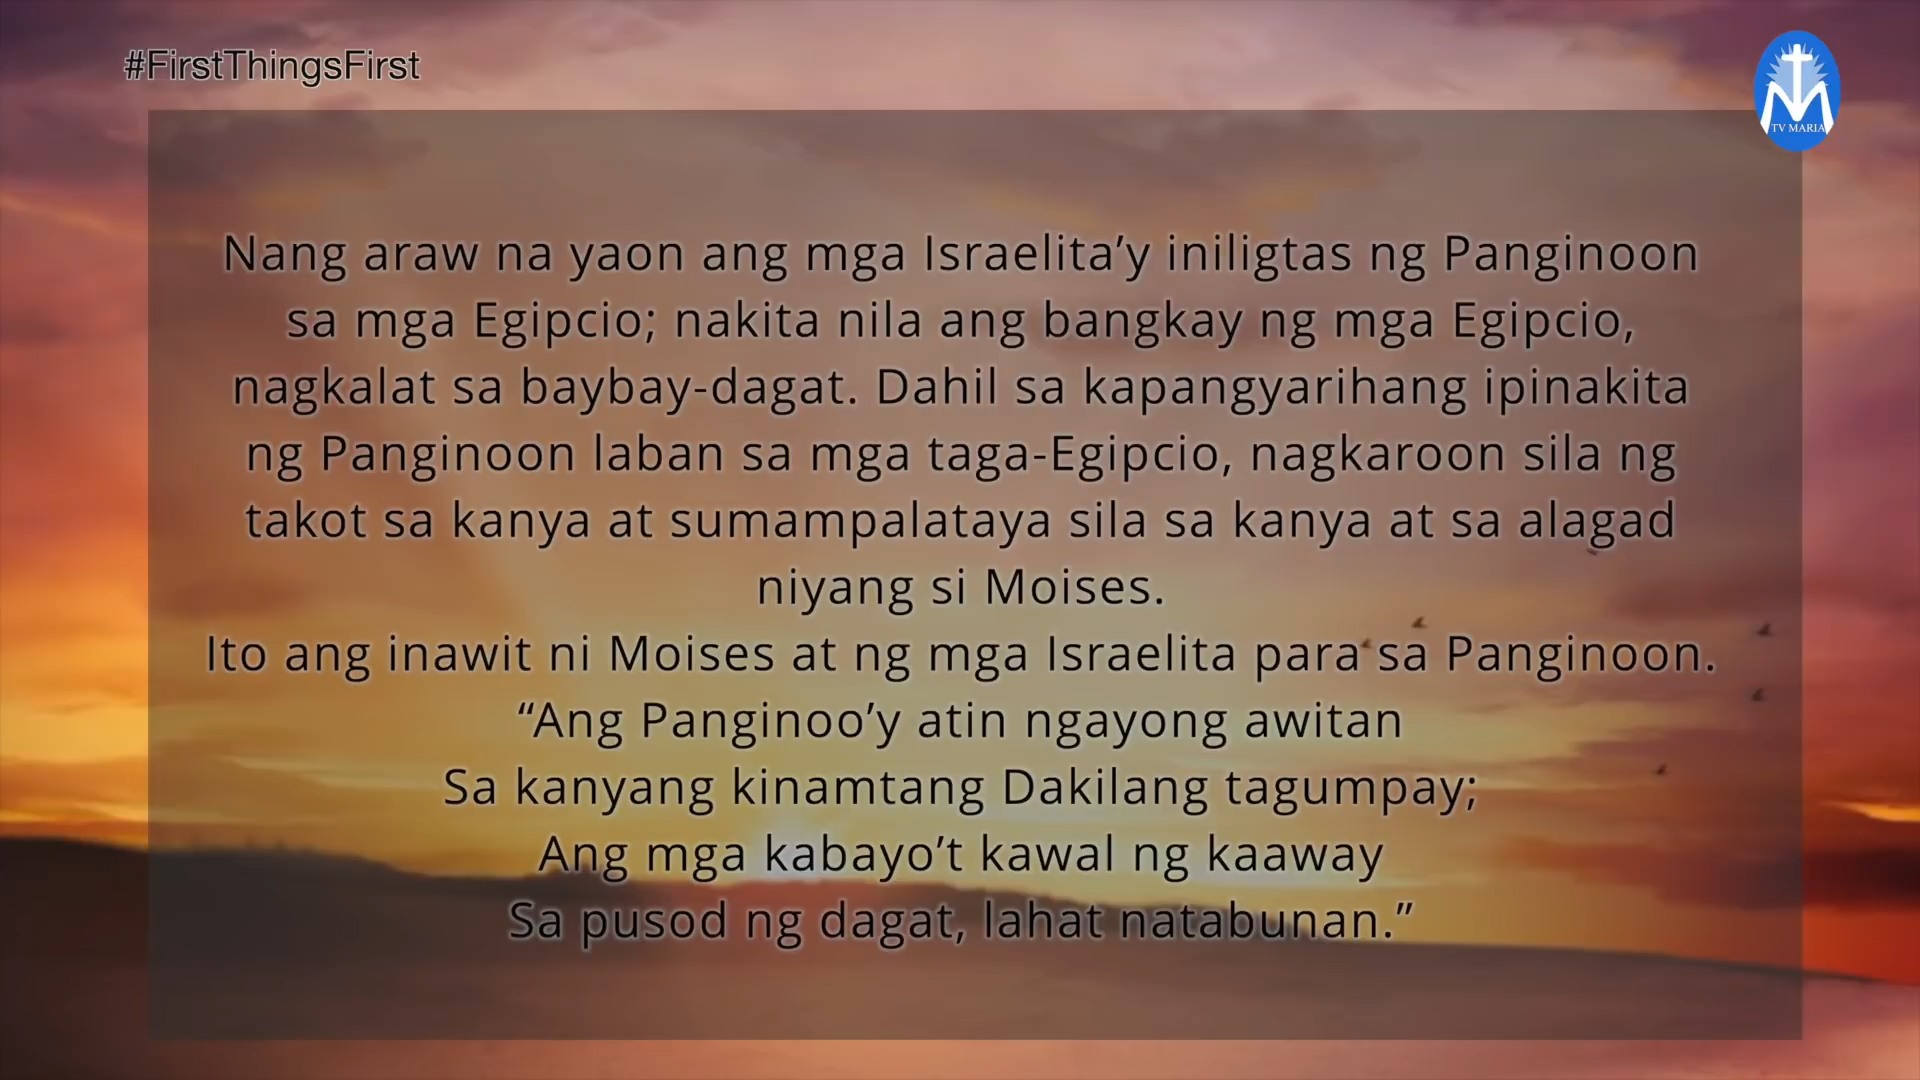 #FirstThingsFirst
TV MARIA
Nang araw na yaon ang mga Israelita’y iniligtas ng Panginoon
sa mga Egipcio; nakita nila ang bangkay ng mga Egipcio,
nagkalat sa baybay-dagat. Dahil sa kapangyarihang ipinakita
ng Panginoon laban sa mga taga-Egipcio, nagkaroon sila ng
takot sa kanya at sumampalataya sila sa kanya at sa alagad
niyang si Moises.
Ito ang inawit ni Moises at ng mga Israelita para sa Panginoon.
“Ang Panginoo’y atin ngayong awitan
Sa kanyang kinamtang Dakilang tagumpay;
Ang mga kabayo’t kawal ng kaaway
Sa pusod ng dagat, lahat natabunan.”